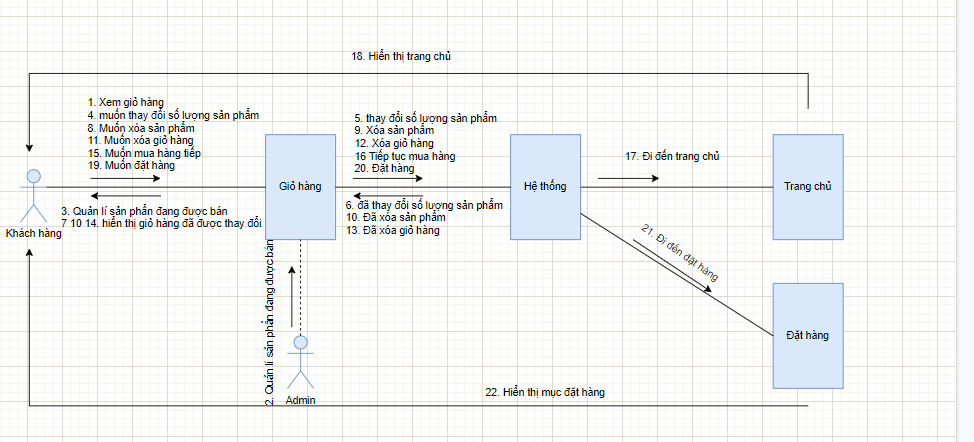 18. Hiển thị trang chủ
1. Xem giỏ hàng
4. muốn thay đổi số lượng sản phẩm
8. Muốn xóa sản phẩm
11. Muốn xóa giỏ hàng
15. Muốn mua hàng tiếp
19. Muốn đặt hàng
5. thay đổi số lượng sản phẩm
9. Xóa sản phẩm
12. Xóa giỏ hàng
16 Tiếp tục mua hàng
20. Đặt hàng
17. Đi đến trang chủ
Giỏ hàng
Hệ thống
Trang chủ
3. Quản lí sản phẩn đang được bán
7 10 14. hiển thị giỏ hàng đã được thay đổi
Khách hàng
6. đã thay đổi số lượng sản phẩm
10. Đã xóa sản phẩm
13. Đã xóa giỏ hàng
21. Đi đến đặt hàng
2. Quản lí sản phẩn đang được bán
Đặt hàng
Admin
22. Hiển thị mục đặt hàng